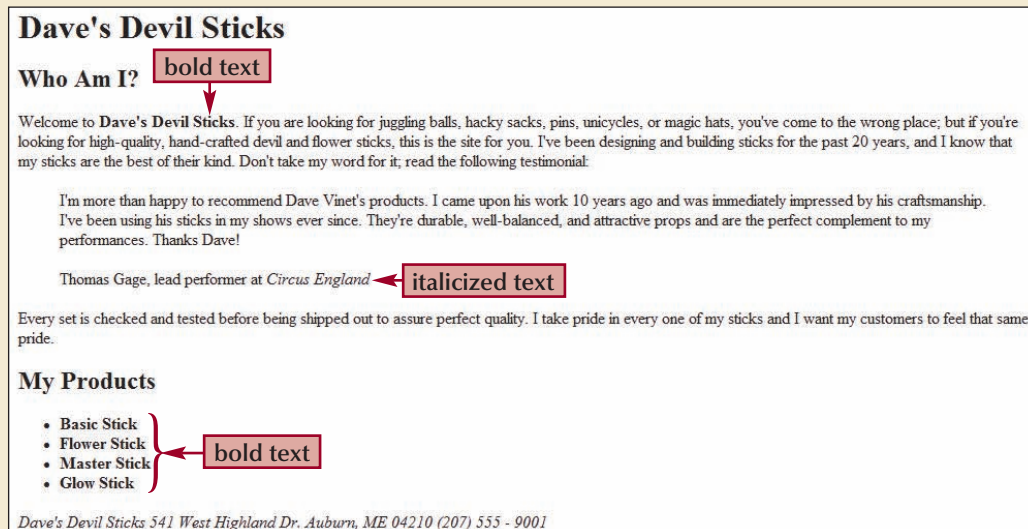 Dave's Devil Sticks
bold text
Who Am I?
Welcome to Dave's Devil Sticks. If you are looking for juggling balls, hacky sacks, pins, unicycles, or magic hats, you've come to the wrong place; but if you're
looking for high-quality, hand-crafted devil and flower sticks, this is the site for you. I've been designing and building sticks for the past 20 years, and I know that
my sticks are the best of their kind. Don't take my word for it; read the following testimonial:
I'm more than happy to recommend Dave Vinet's products. I came upon his work 10 years ago and was immediately impressed by his craftsmanship.
I've been using his sticks in my shows ever since. They're durable, well-balanced, and attractive props and are the perfect complement to my
performances. Thanks Dave!
Thomas Gage, lead performer at Circus England
italicized text
Every set is checked and tested before being shipped out to assure perfect quality. I take pride in every one of my sticks and I want my customers to feel that same
pride.
My Products
• Basic Stick
• Flower Stick
• Master Stick
• Glow Stick
bold text
Dave's Devil Sticks 541 West Highland Dr. Auburn, ME 04210 (207) 555 - 9001